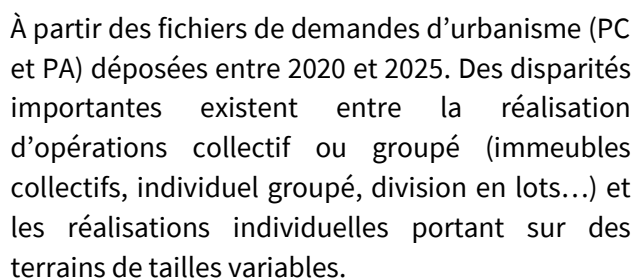 À partir des fichiers de demandes d’urbanisme (PC
et PA) déposées entre 2020 et 2025. Des disparités
importantes existent entre la réalisation
d’opérations collectif ou groupé (immeubles
collectifs, individuel groupé, division en lots…) et
les réalisations individuelles portant sur des
terrains de tailles variables.